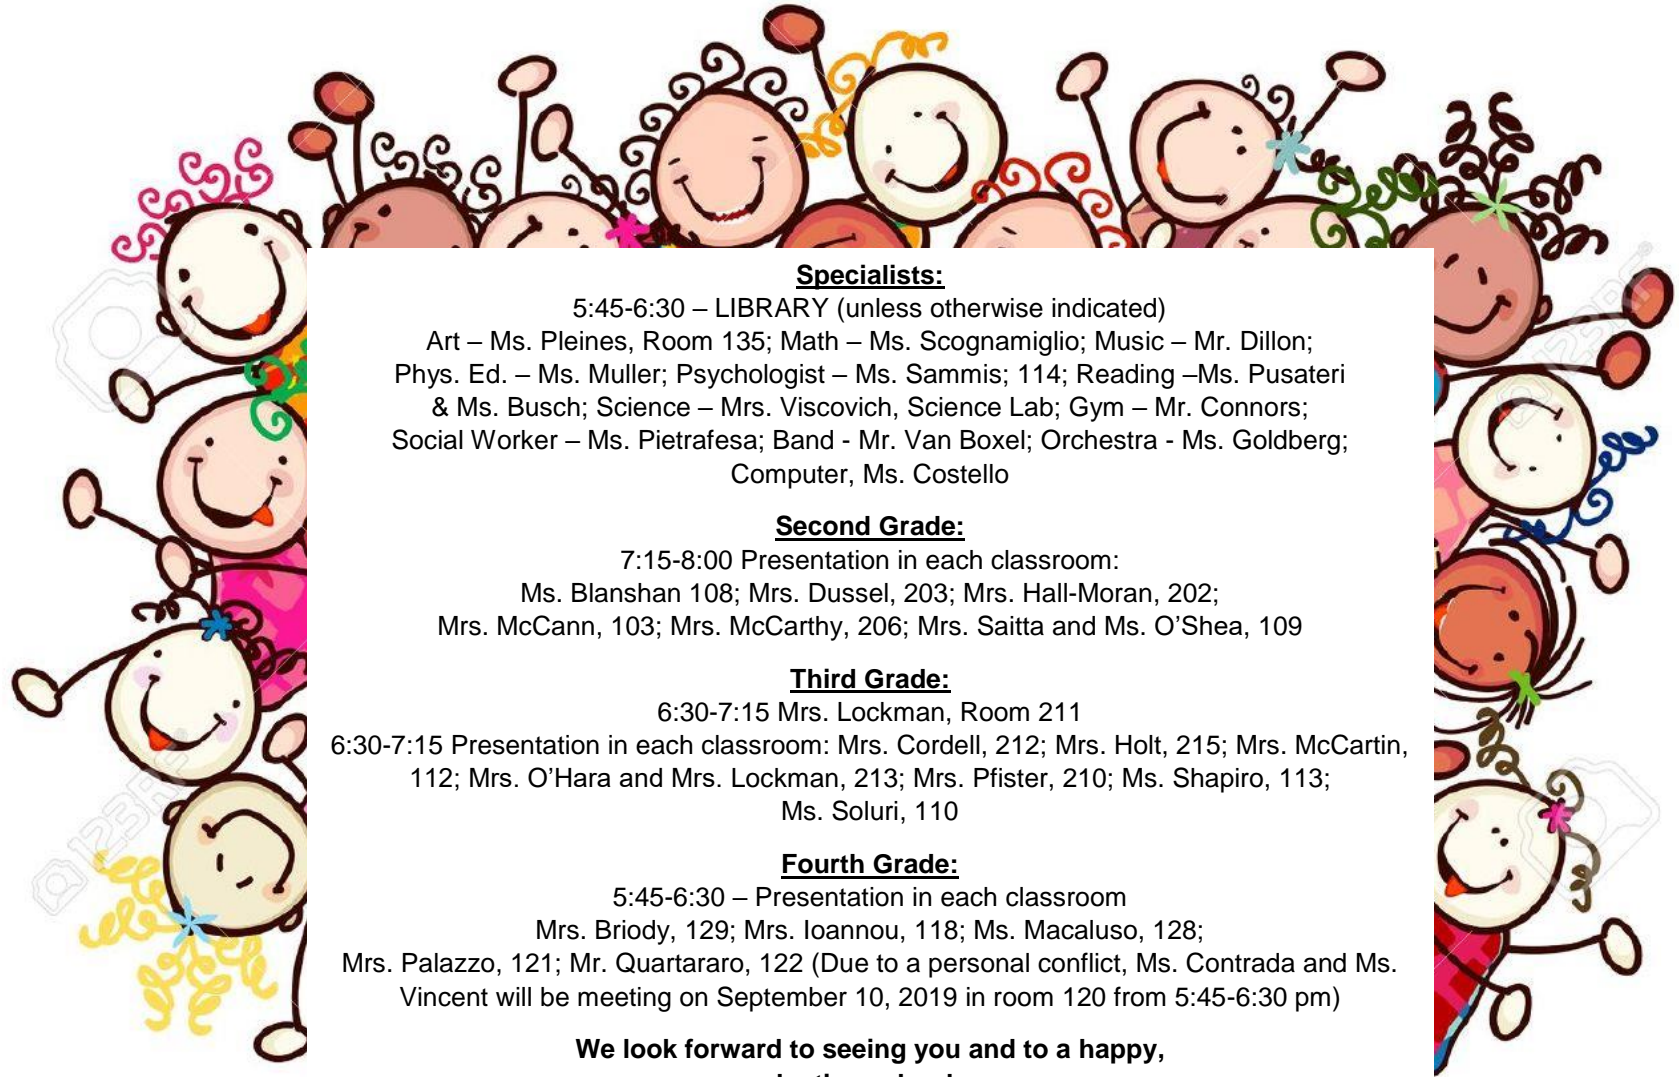 Specialists:
5:45-6:30 – LIBRARY (unless otherwise indicated)
Art – Ms. Pleines, Room 135; Math – Ms. Scognamiglio; Music – Mr. Dillon;
Phys. Ed. – Ms. Muller; Psychologist – Ms. Sammis; 114; Reading –Ms. Pusateri
& Ms. Busch; Science – Mrs. Viscovich, Science Lab; Gym – Mr. Connors;
Social Worker – Ms. Pietrafesa; Band - Mr. Van Boxel; Orchestra - Ms. Goldberg;
Computer, Ms. Costello
Second Grade:
7:15-8:00 Presentation in each classroom:
Ms. Blanshan 108; Mrs. Dussel, 203; Mrs. Hall-Moran, 202;
Mrs. McCann, 103; Mrs. McCarthy, 206; Mrs. Saitta and Ms. O’Shea, 109
Third Grade:
6:30-7:15 Mrs. Lockman, Room 211
6:30-7:15 Presentation in each classroom: Mrs. Cordell, 212; Mrs. Holt, 215; Mrs. McCartin,
112; Mrs. O’Hara and Mrs. Lockman, 213; Mrs. Pfister, 210; Ms. Shapiro, 113;
Ms. Soluri, 110
Fourth Grade:
5:45-6:30 – Presentation in each classroom
Mrs. Briody, 129; Mrs. Ioannou, 118; Ms. Macaluso, 128;
Mrs. Palazzo, 121; Mr. Quartararo, 122 (Due to a personal conflict, Ms. Contrada and Ms.
Vincent will be meeting on September 10, 2019 in room 120 from 5:45-6:30 pm)
We look forward to seeing you and to a happy,
123RF
123RF